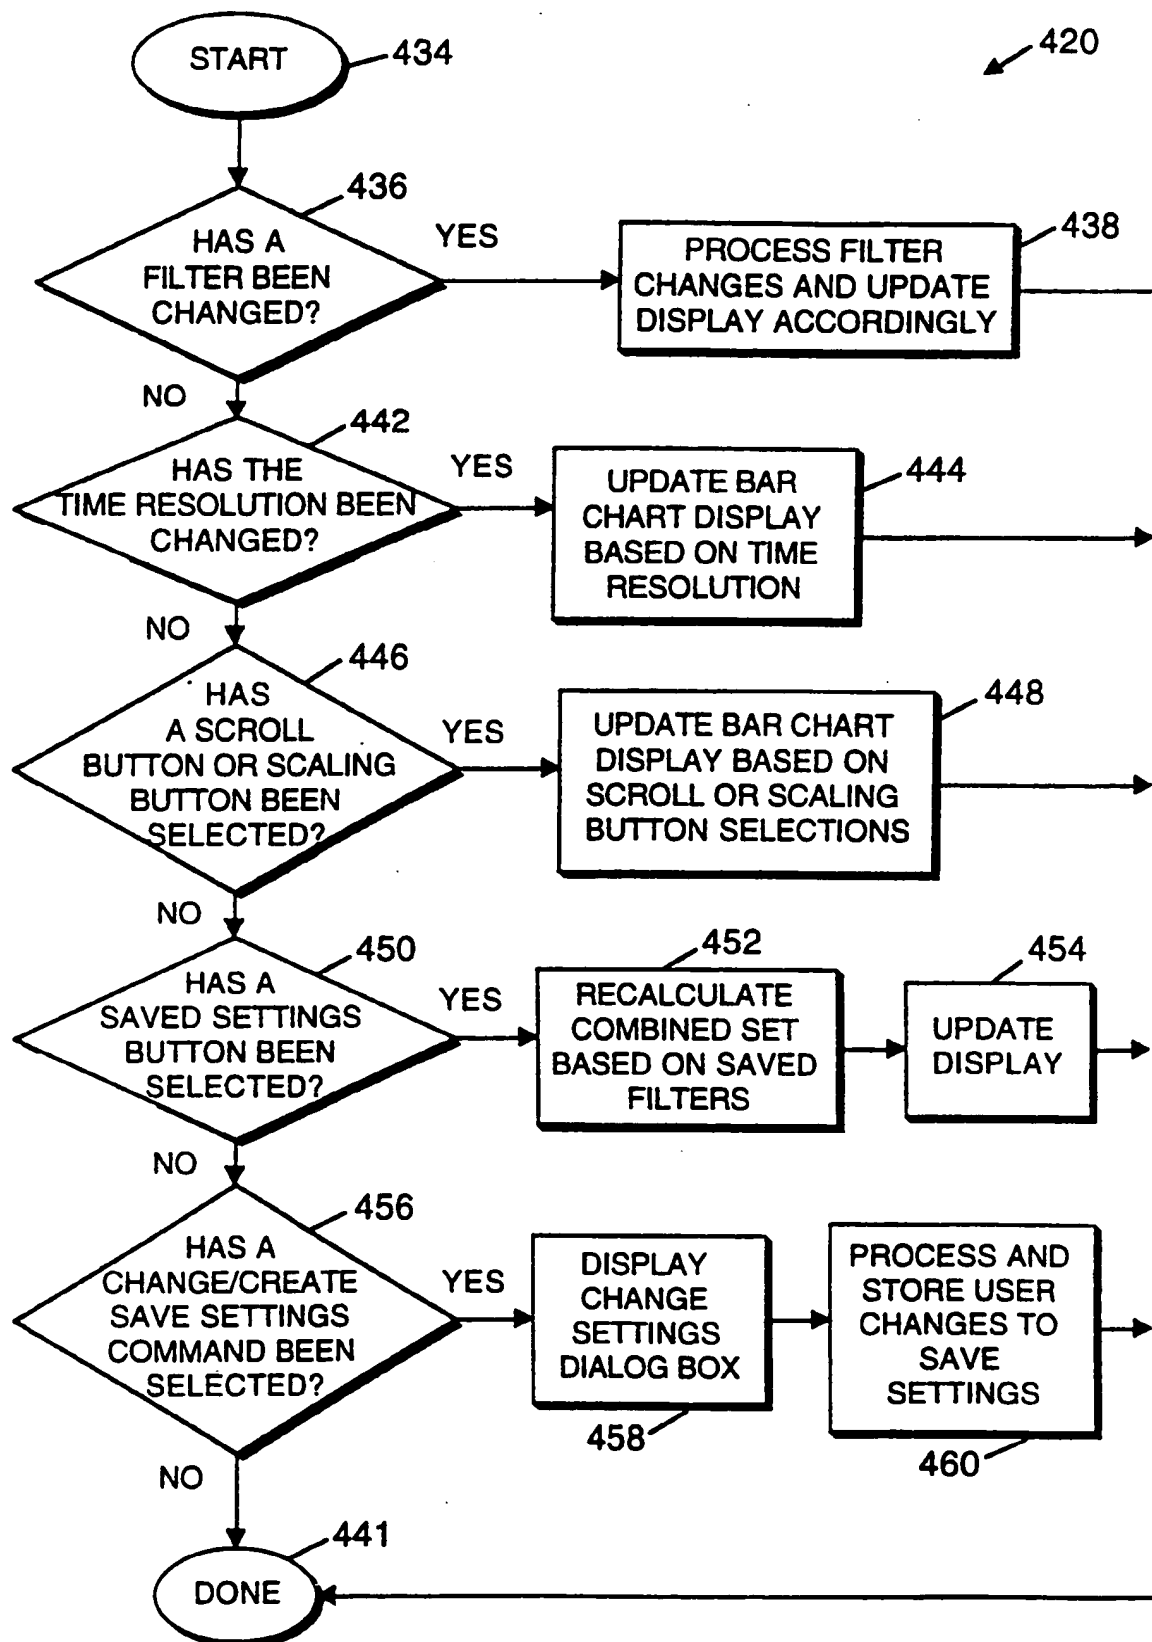 START
434
420
436
HAS A
FILTER BEEN
CHANGED?
YES
PROCESS FILTER
CHANGES AND UPDATE
DISPLAY ACCORDINGLY
438
NO
442
HAS THE
TIME RESOLUTION BEEN
CHANGED?
YES
UPDATE BAR
CHART DISPLAY
BASED ON TIME
RESOLUTION
444
NO
446
HAS
A SCROLL
BUTTON OR SCALING
BUTTON BEEN
SELECTED?
YES
UPDATE BAR CHART
DISPLAY BASED ON
SCROLL OR SCALING
BUTTON SELECTIONS
448
NO
450
HAS A
SAVED SETTINGS
BUTTON BEEN
SELECTED?
YES
452
RECALCULATE
COMBINED SET
BASED ON SAVED
FILTERS
454
UPDATE
DISPLAY
NO
456
HAS A
CHANGE/CREATE
SAVE SETTINGS
COMMAND BEEN
SELECTED?
YES
DISPLAY
CHANGE
SETTINGS
DIALOG BOX
458
PROCESS AND
STORE USER
CHANGES TO
SAVE
SETTINGS
460
NO
441
DONE